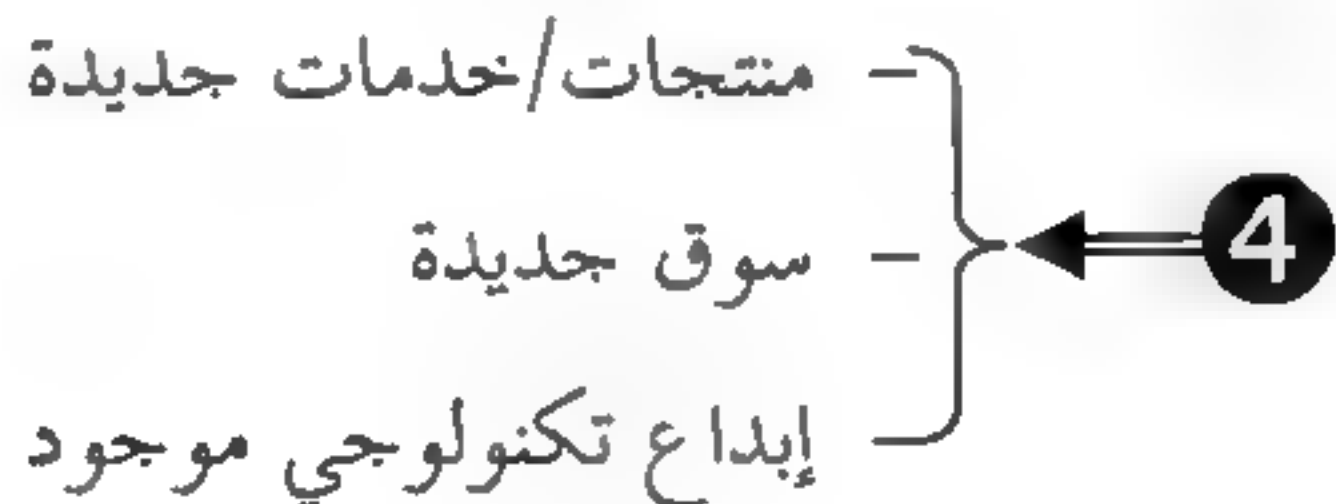 - منتجات/خدمات جديدة
- سوق جديدة
4
- إبداع تكنولوجي موجود